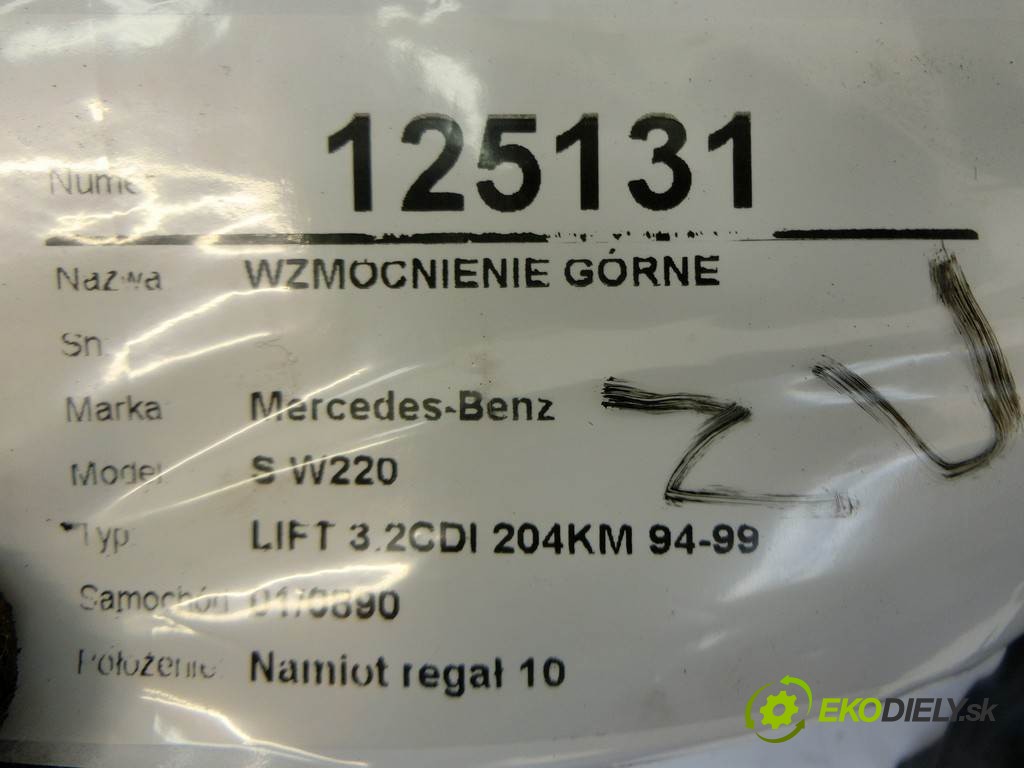 125131
Nazwa WZMOCNIENIE GÓRNE
Sn.
Marka Mercedes-Benz
Model S W220
Typ LIFT 3.2CDI 204KM 94-99
Samochód 01/0890
Położenie Namiot regał 10
ZU
EKODIELY.sk